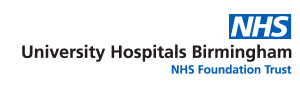 NHS
University Hospitals Birmingham
NHS Foundation Trust